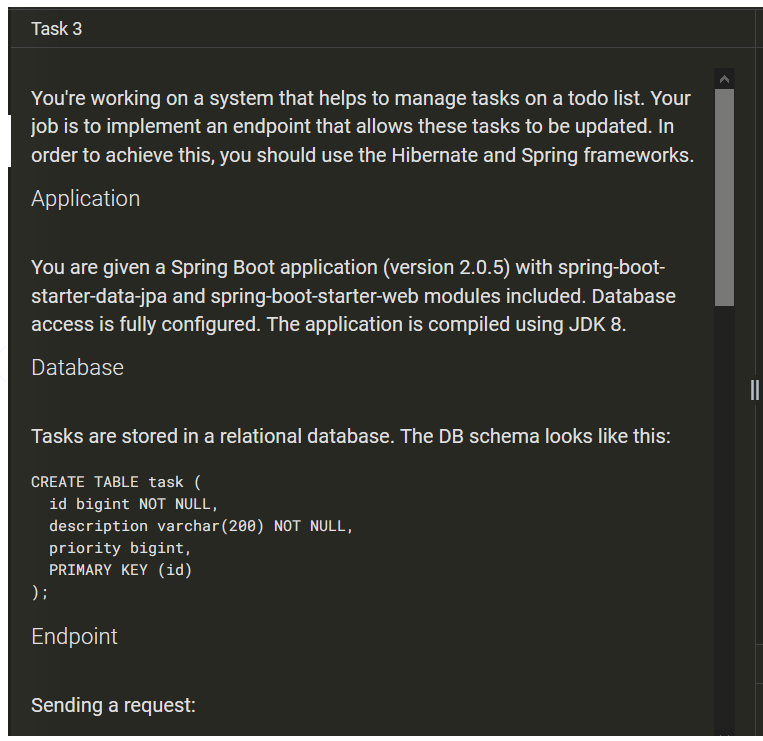 Task 3
You're working on a system that helps to manage tasks on a todo list. Your
job is to implement an endpoint that allows these tasks to be updated. In
order to achieve this, you should use the Hibernate and Spring frameworks.
Application
You are given a Spring Boot application (version 2.0.5) with spring-boot-
starter-data-jpa and spring-boot-starter-web modules included. Database
access is fully configured. The application is compiled using JDK 8.
Database
Tasks are stored in a relational database. The DB schema looks like this:
CREATE TABLE task (
  id bigint NOT NULL,
  description varchar(200) NOT NULL,
  priority bigint,
  PRIMARY KEY (id)
);
Endpoint
Sending a request: